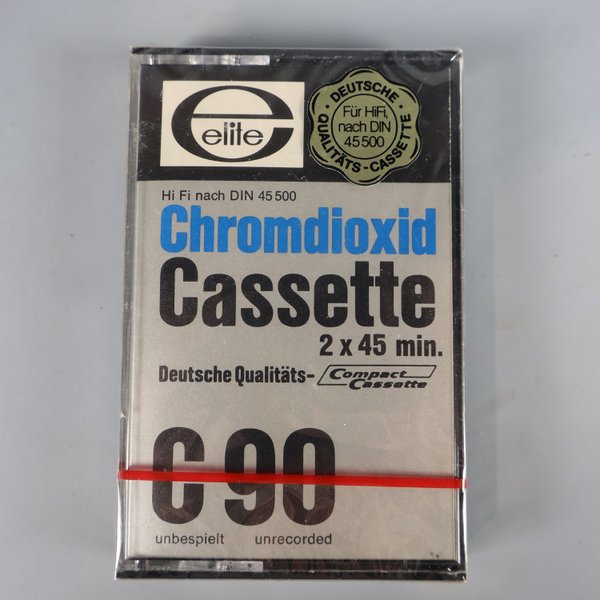 elite
DEUTSCHE
QUALITÄTS-CASSETTE
Für HiFi,
nach DIN
45 500
Hi Fi nach DIN 45 500
Chromdioxid
Cassette
2 x 45 min.
Deutsche Qualitäts- Compact Cassette
C 90
unbespielt unrecorded